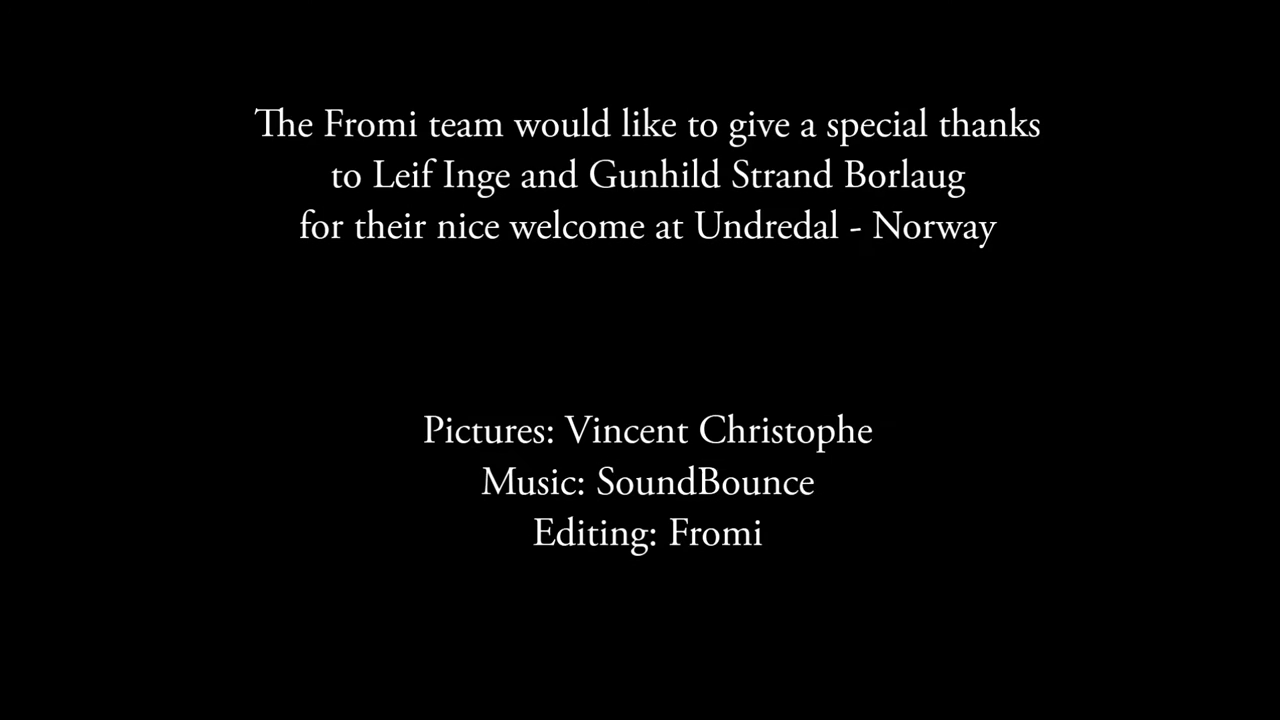 The Fromi team would like to give a special thanks
to Leif Inge and Gunhild Strand Borlaug
for their nice welcome at Undredal - Norway
Pictures: Vincent Christophe
Music: SoundBounce
Editing: Fromi